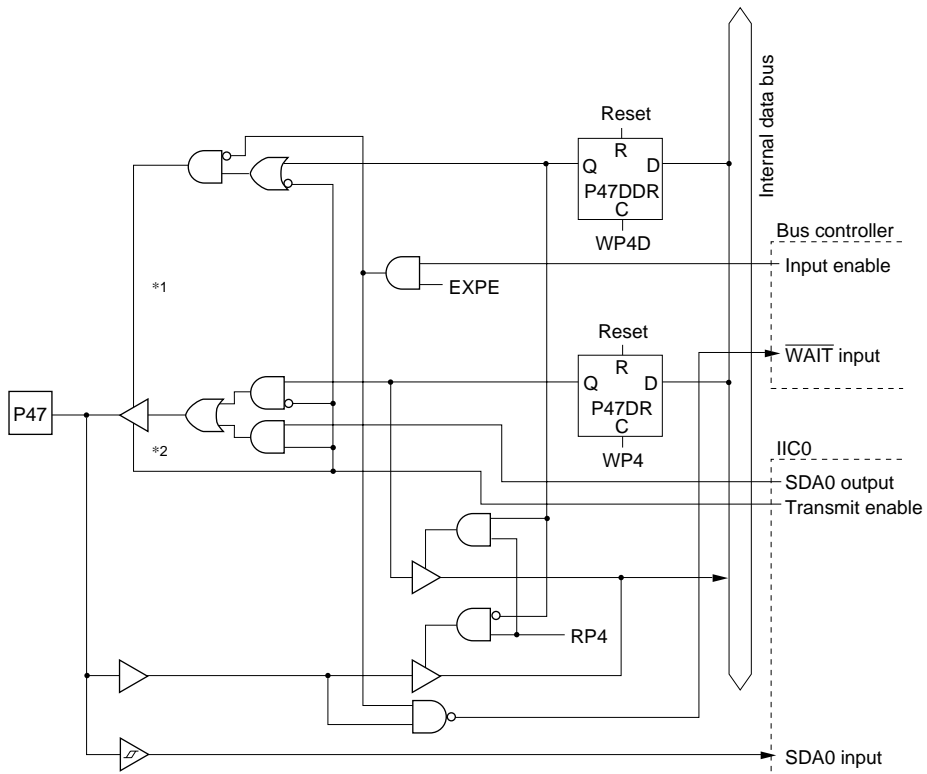 Reset
R
Q D
P47DDR
C
WP4D
Internal data bus
Bus controller
Input enable
EXPE
*1
Reset
R
WAIT input
Q D
P47DR
C
WP4
P47
*2
IIC0
SDA0 output
Transmit enable
RP4
SDA0 input